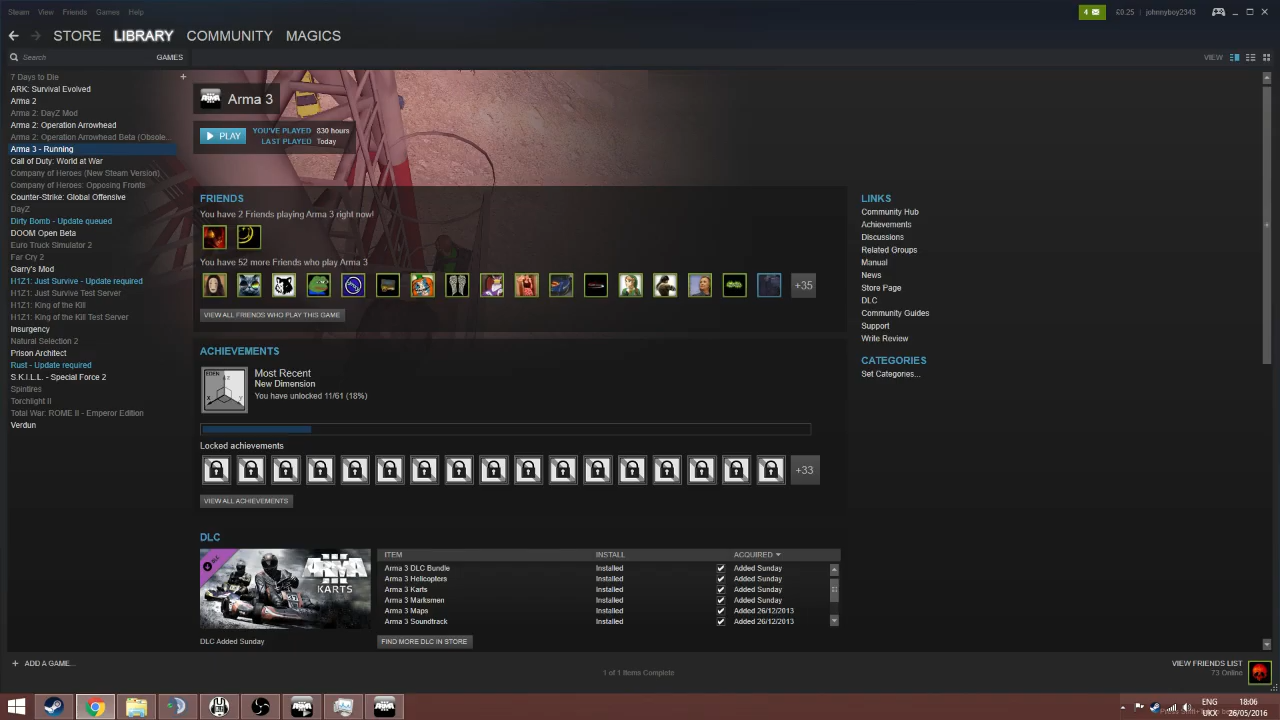 Steam View Friends Games Help
4 £0.25 johnnyboy2343
STORE LIBRARY COMMUNITY MAGICS
Search GAMES
VIEW
7 Days to Die
ARK: Survival Evolved
Arma 2
Arma 2: DayZ Mod
Arma 2: Operation Arrowhead
Arma 2: Operation Arrowhead Beta (Obsole...
Arma 3 - Running
Call of Duty: World at War
Company of Heroes (New Steam Version)
Company of Heroes: Opposing Fronts
Counter-Strike: Global Offensive
DayZ
Dirty Bomb - Update queued
DOOM Open Beta
Euro Truck Simulator 2
Far Cry 2
Garry's Mod
H1Z1: Just Survive - Update required
H1Z1: Just Survive Test Server
H1Z1: King of the Kill
H1Z1: King of the Kill Test Server
Insurgency
Natural Selection 2
Prison Architect
Rust - Update required
S.K.I.L.L. - Special Force 2
Spintires
Torchlight II
Total War: ROME II - Emperor Edition
Verdun
Arma 3
PLAY
YOU'VE PLAYED 830 hours
LAST PLAYED Today
FRIENDS
You have 2 Friends playing Arma 3 right now!
You have 52 more Friends who play Arma 3
+35
VIEW ALL FRIENDS WHO PLAY THIS GAME
ACHIEVEMENTS
EDEN
Most Recent
New Dimension
You have unlocked 11/61 (18%)
Locked achievements
+33
VIEW ALL ACHIEVEMENTS
DLC
DLC
ARMA III
KARTS
DLC Added Sunday
ITEM INSTALL ACQUIRED
Arma 3 DLC Bundle Installed Added Sunday
Arma 3 Helicopters Installed Added Sunday
Arma 3 Karts Installed Added Sunday
Arma 3 Marksmen Installed Added Sunday
Arma 3 Maps Installed Added 26/12/2013
Arma 3 Soundtrack Installed Added 26/12/2013
FIND MORE DLC IN STORE
LINKS
Community Hub
Achievements
Discussions
Related Groups
Manual
News
Store Page
DLC
Community Guides
Support
Write Review
CATEGORIES
Set Categories...
ADD A GAME...
1 of 1 Items Complete
VIEW FRIENDS LIST
73 Online
ENG 18:06
UKX 26/05/2016